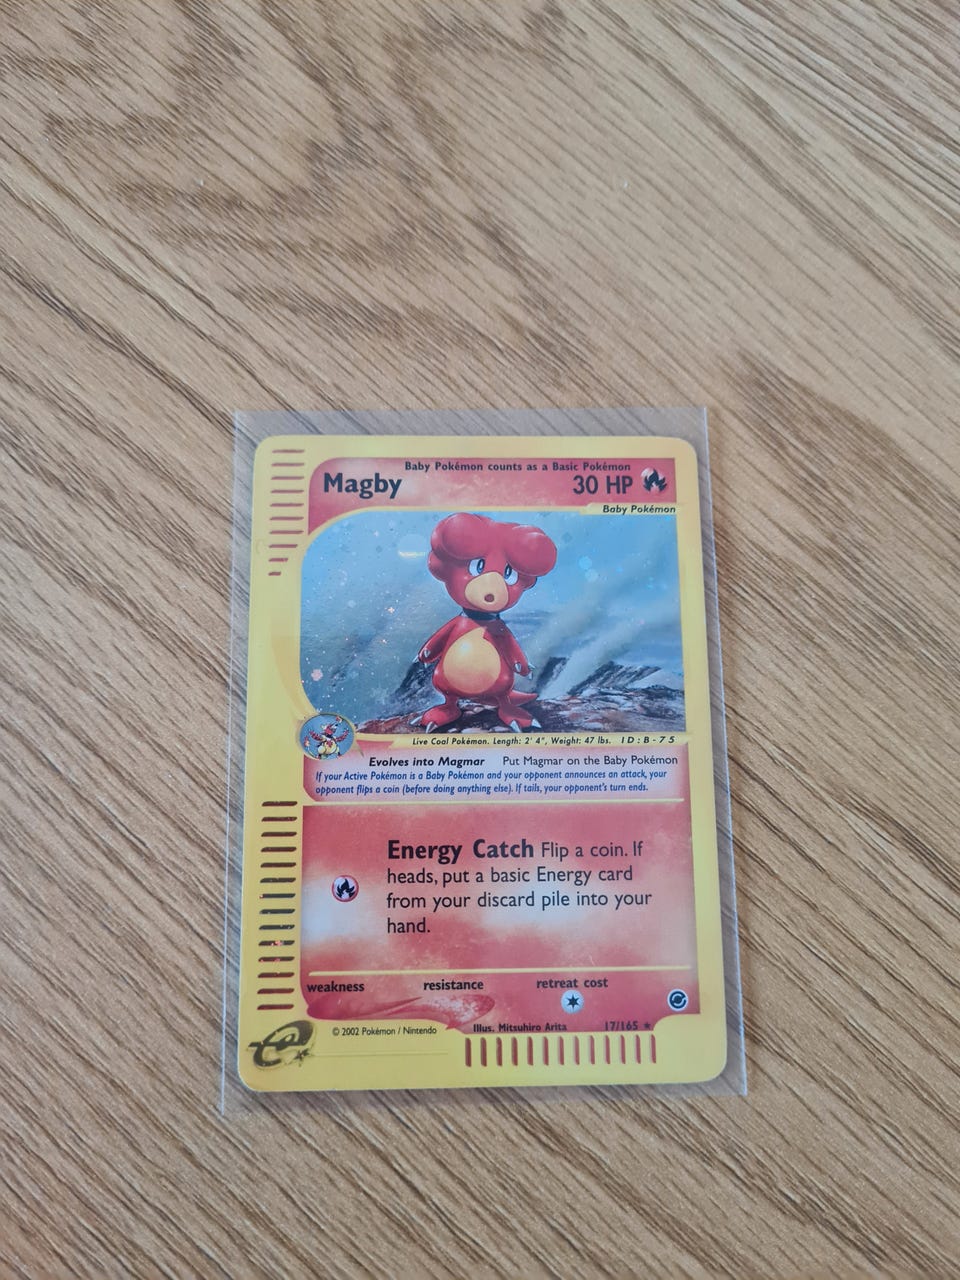 Baby Pokémon counts as a Basic Pokémon
Magby 30 HP
Baby Pokémon
Live Coal Pokémon. Length: 2' 4", Weight: 47 lbs. ID:B-75
Evolves into Magmar Put Magmar on the Baby Pokémon
If your Active Pokémon is a Baby Pokémon and your opponent announces an attack, your
opponent flips a coin (before doing anything else). If tails, your opponent's turn ends.
Energy Catch Flip a coin. If
heads, put a basic Energy card
from your discard pile into your
hand.
weakness resistance retreat cost
e
© 2002 Pokémon / Nintendo Illus. Mitsuhiro Arita 17/165 ★